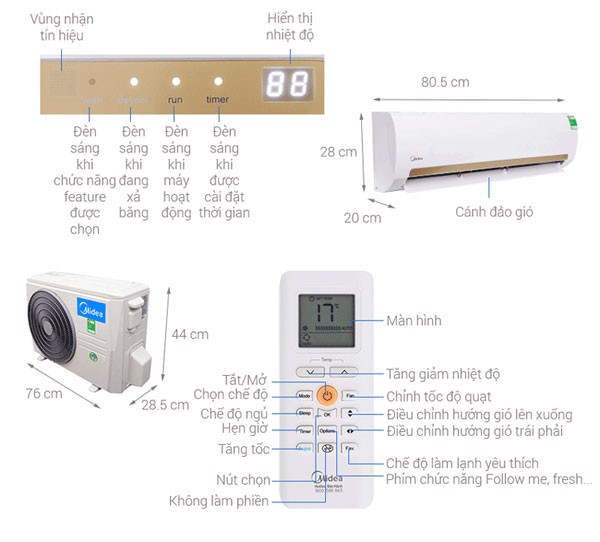 Vùng nhận
tín hiệu
Hiển thị
nhiệt độ
88
run
timer
Đèn
sáng
khi
chức năng
feature
được
chọn
Đèn
sáng
khi
đang
xả
băng
Đèn
sáng
khi
máy
hoạt
động
Đèn
sáng
khi
được
cài đặt
thời gian
80.5 cm
28 cm
20 cm
Midea
Cánh đảo gió
Midea
44 cm
76 cm
28.5 cm
17°c
Màn hình
Temp
Tăng giảm nhiệt độ
Tắt/Mở
Chọn chế độ
Mode
Fan
Chỉnh tốc độ quạt
Chế độ ngủ
Sleep
OK
Điều chỉnh hướng gió lên xuống
Hẹn giờ
Timer
Options
Điều chỉnh hướng gió trái phải
Tăng tốc
Fav
Chế độ làm lạnh yêu thích
Nút chọn
Midea
Phím chức năng Follow me, fresh...
Không làm phiền